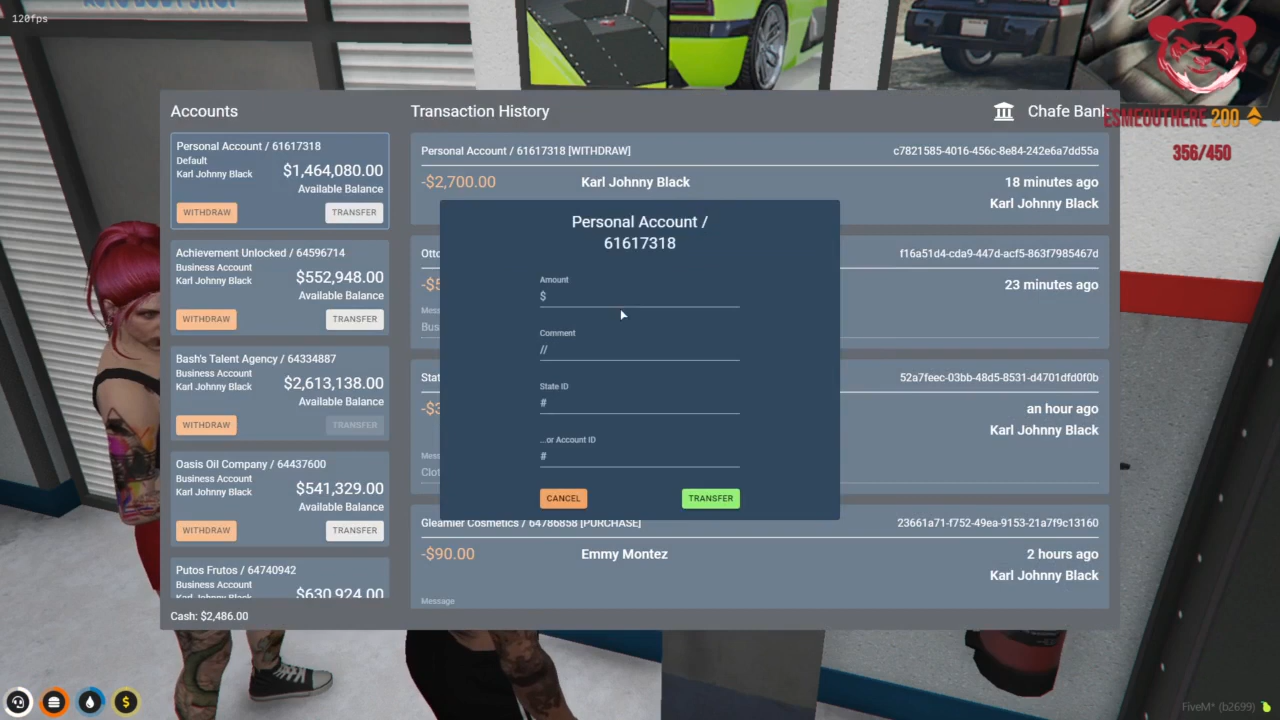 120fps
AUTO BODY SHOP
Accounts
Personal Account / 61617318
Default
Karl Johnny Black
$1,464,080.00
Available Balance
WITHDRAW
TRANSFER
Achievement Unlocked / 64596714
Business Account
Karl Johnny Black
$552,948.00
Available Balance
WITHDRAW
TRANSFER
Bash's Talent Agency / 64334887
Business Account
Karl Johnny Black
$2,613,138.00
Available Balance
WITHDRAW
TRANSFER
Oasis Oil Company / 64437600
Business Account
Karl Johnny Black
$541,329.00
Available Balance
WITHDRAW
TRANSFER
Putos Frutos / 64740942
Business Account
Karl Johnny Black
$630,924.00
Cash: $2,486.00
Transaction History
Chafe Bank
Personal Account / 61617318 [WITHDRAW]
c7821585-4016-456c-8e84-242e6a7dd55a
-$2,700.00
Karl Johnny Black
18 minutes ago
Karl Johnny Black
f16a51d4-cda9-447d-acf5-863f7985467d
23 minutes ago
52a7feec-03bb-48d5-8531-d4701dfd0f0b
an hour ago
Karl Johnny Black
Gleamier Cosmetics / 64786858 [PURCHASE]
23661a71-f752-49ea-9153-21a7f9c13160
-$90.00
Emmy Montez
2 hours ago
Karl Johnny Black
Message
Personal Account /
61617318
Amount
$
Comment
//
State ID
#
...or Account ID
#
CANCEL
TRANSFER
ESMEOUTHERE 200
356/450
FiveM* (b2699)